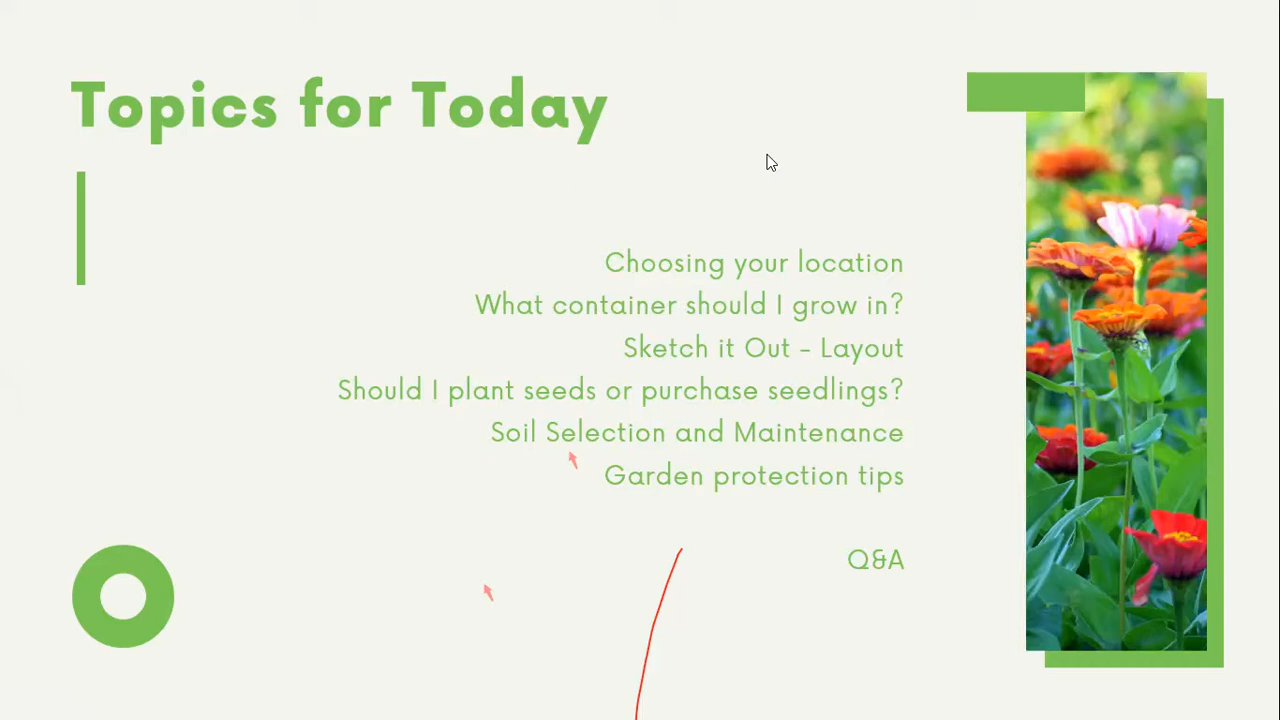 Topics for Today
Choosing your location
What container should I grow in?
Sketch it Out - Layout
Should I plant seeds or purchase seedlings?
Soil Selection and Maintenance
Garden protection tips
Q&A